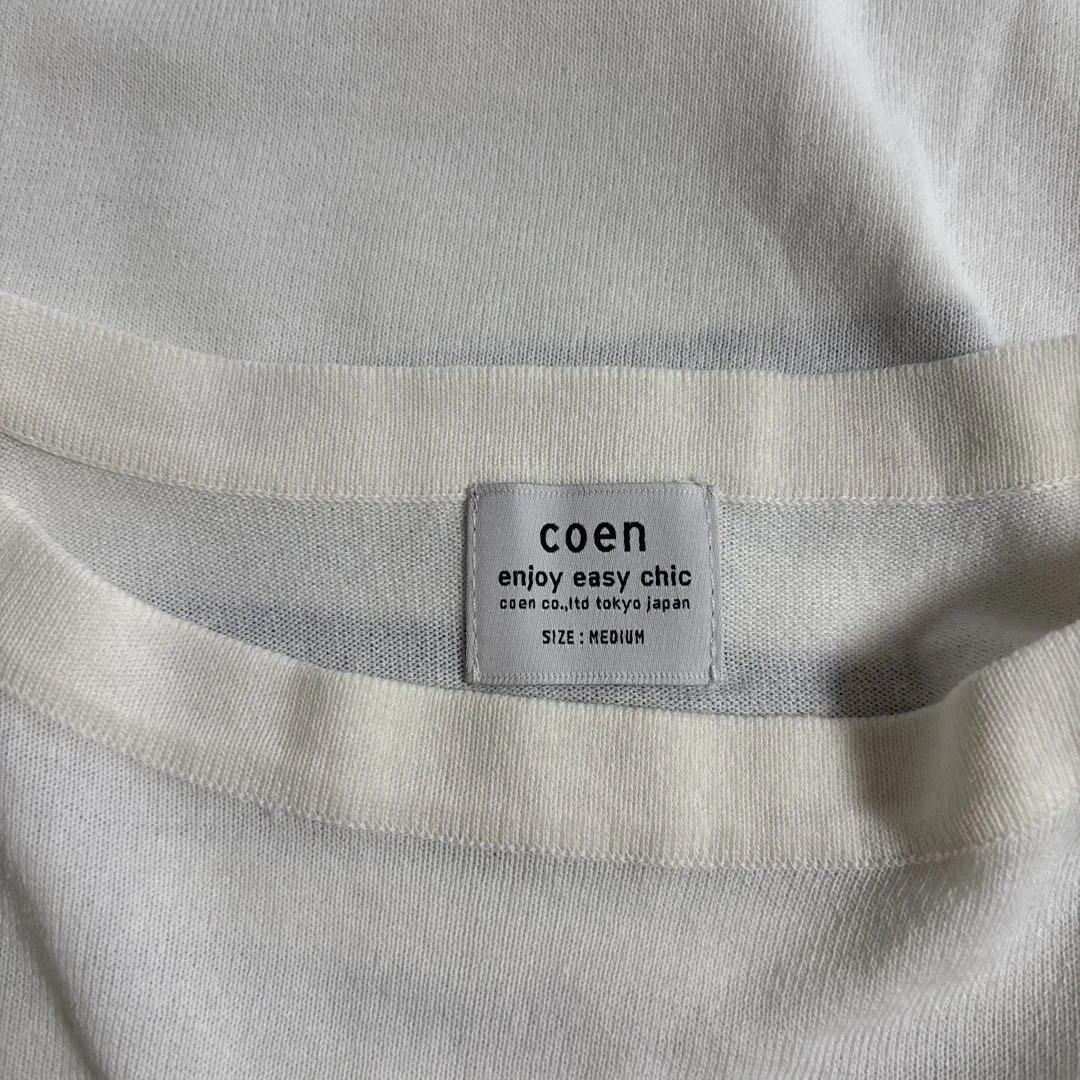 coen
enjoy easy chic
coen co.,ltd tokyo japan
SIZE : MEDIUM